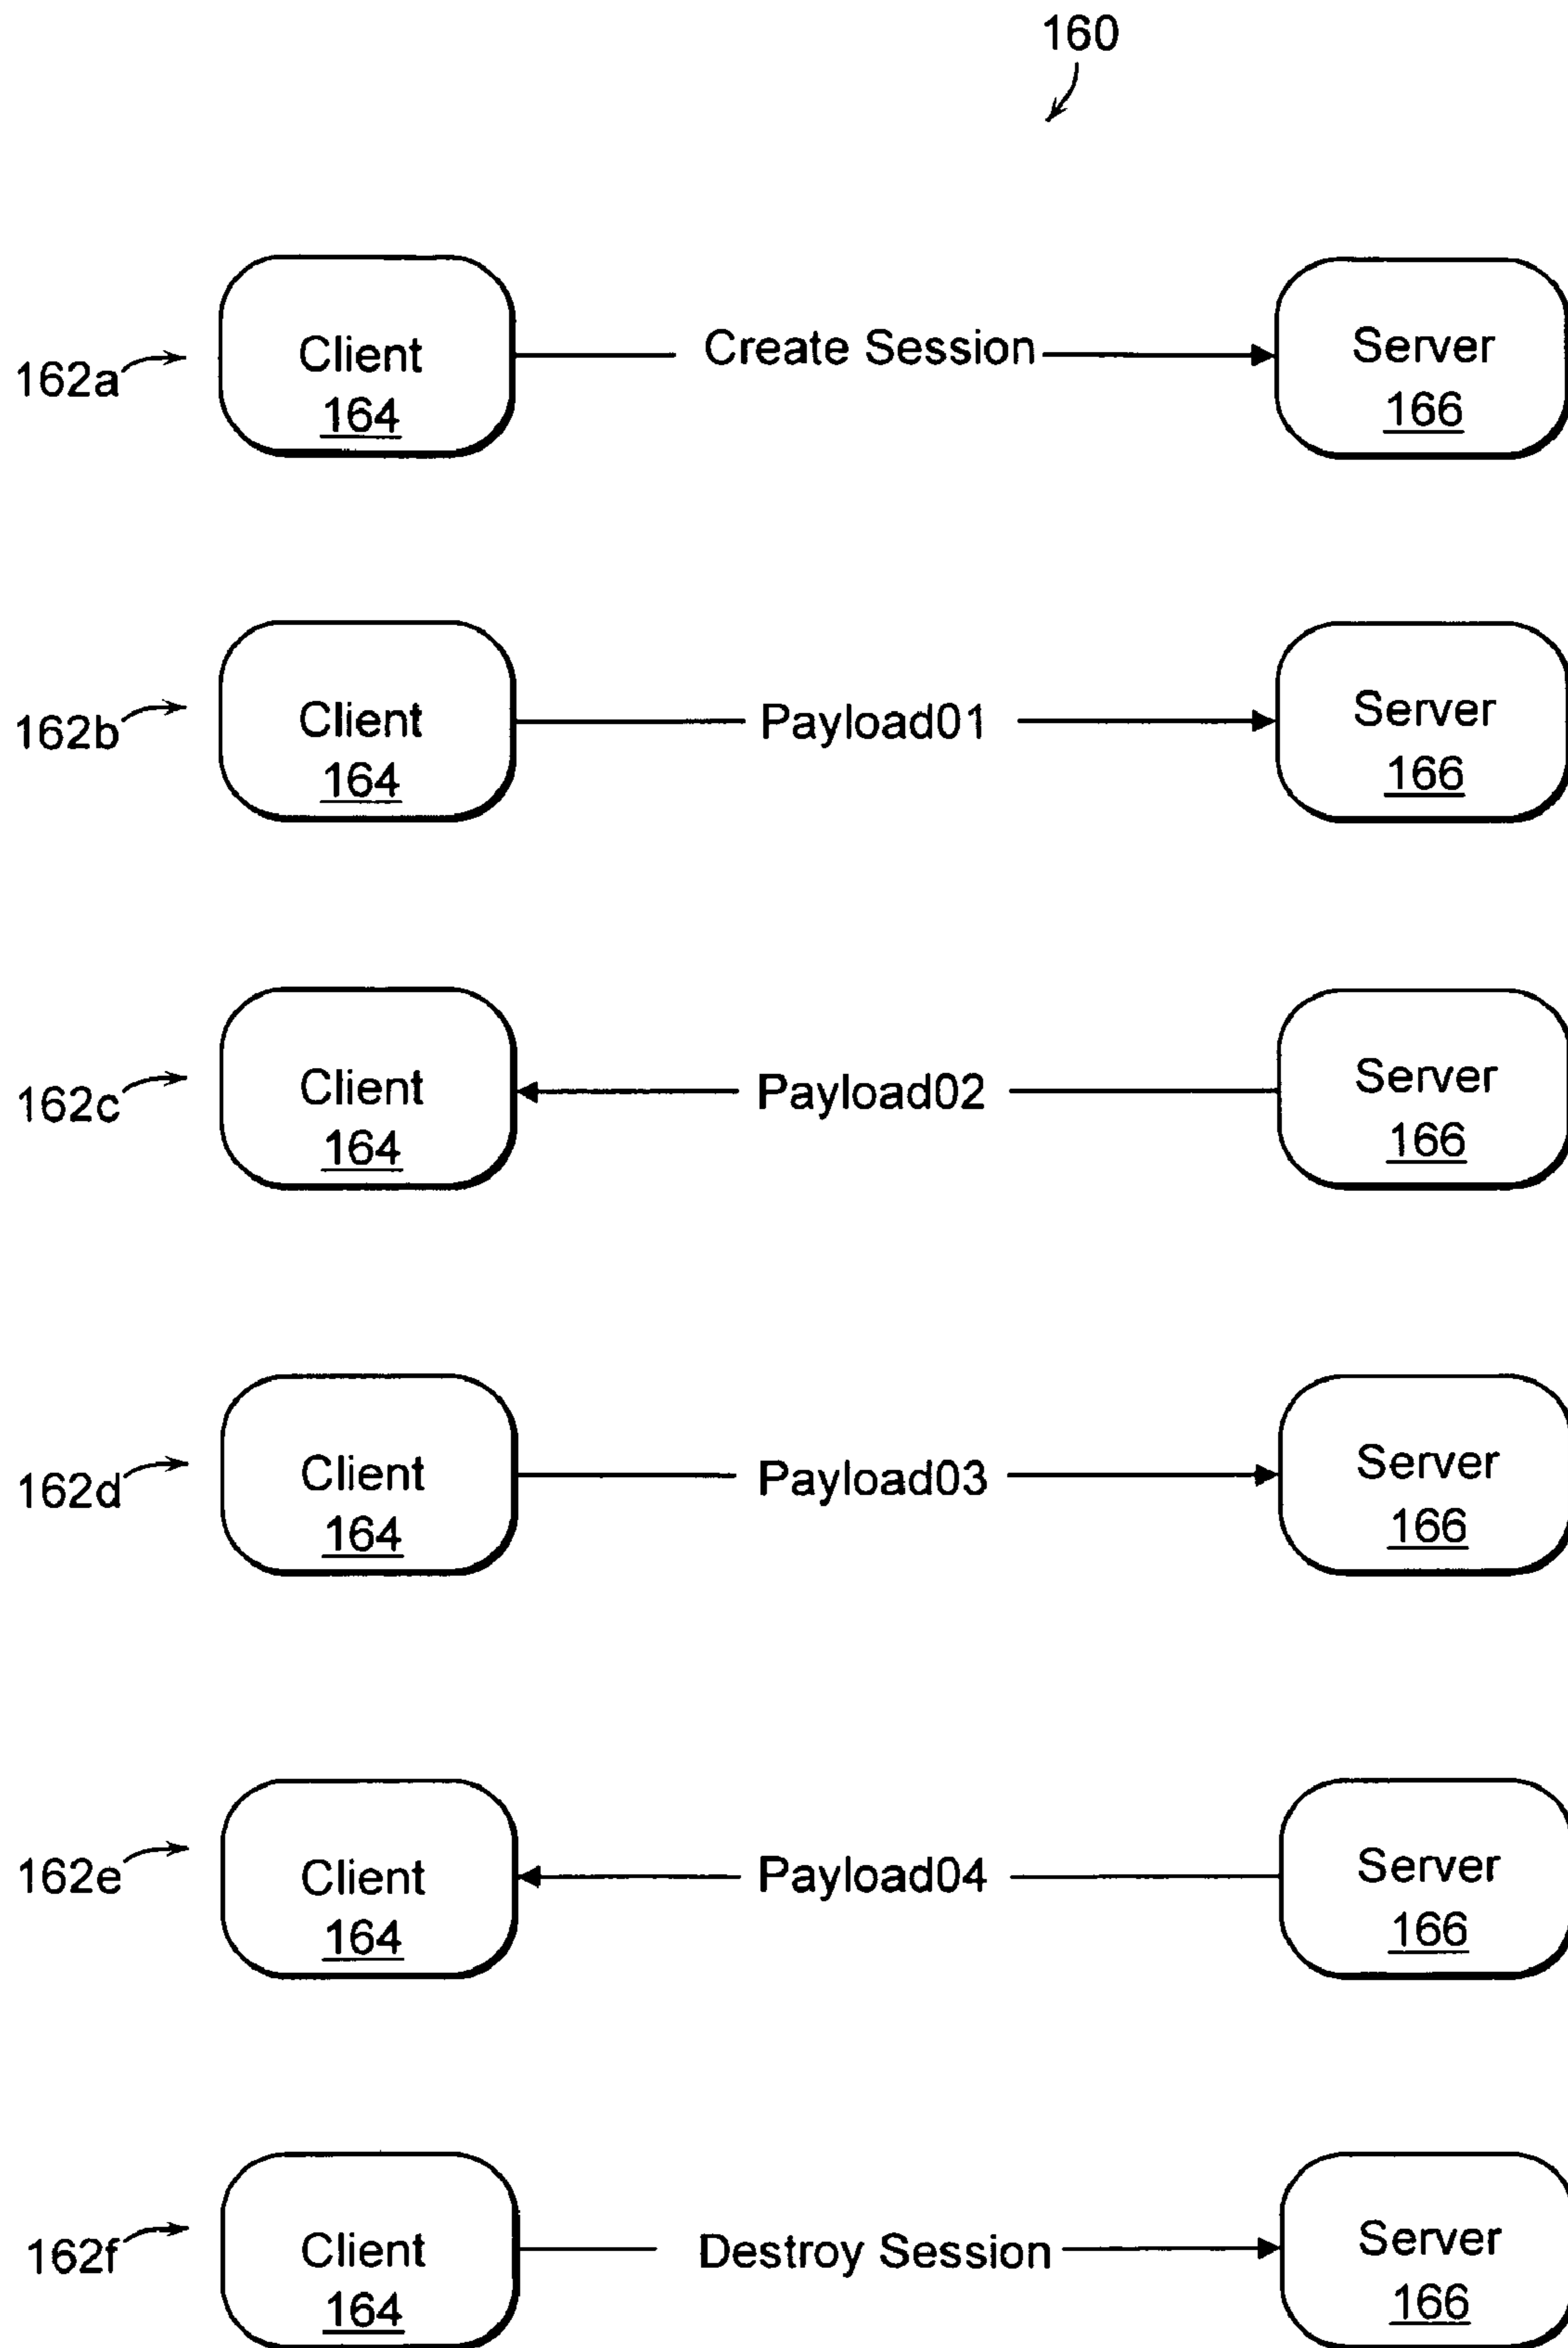 160
162a
Client
164
Create Session
Server
166
162b
Client
164
Payload01
Server
166
162c
Client
164
Payload02
Server
166
162d
Client
164
Payload03
Server
166
162e
Client
164
Payload04
Server
166
162f
Client
164
Destroy Session
Server
166